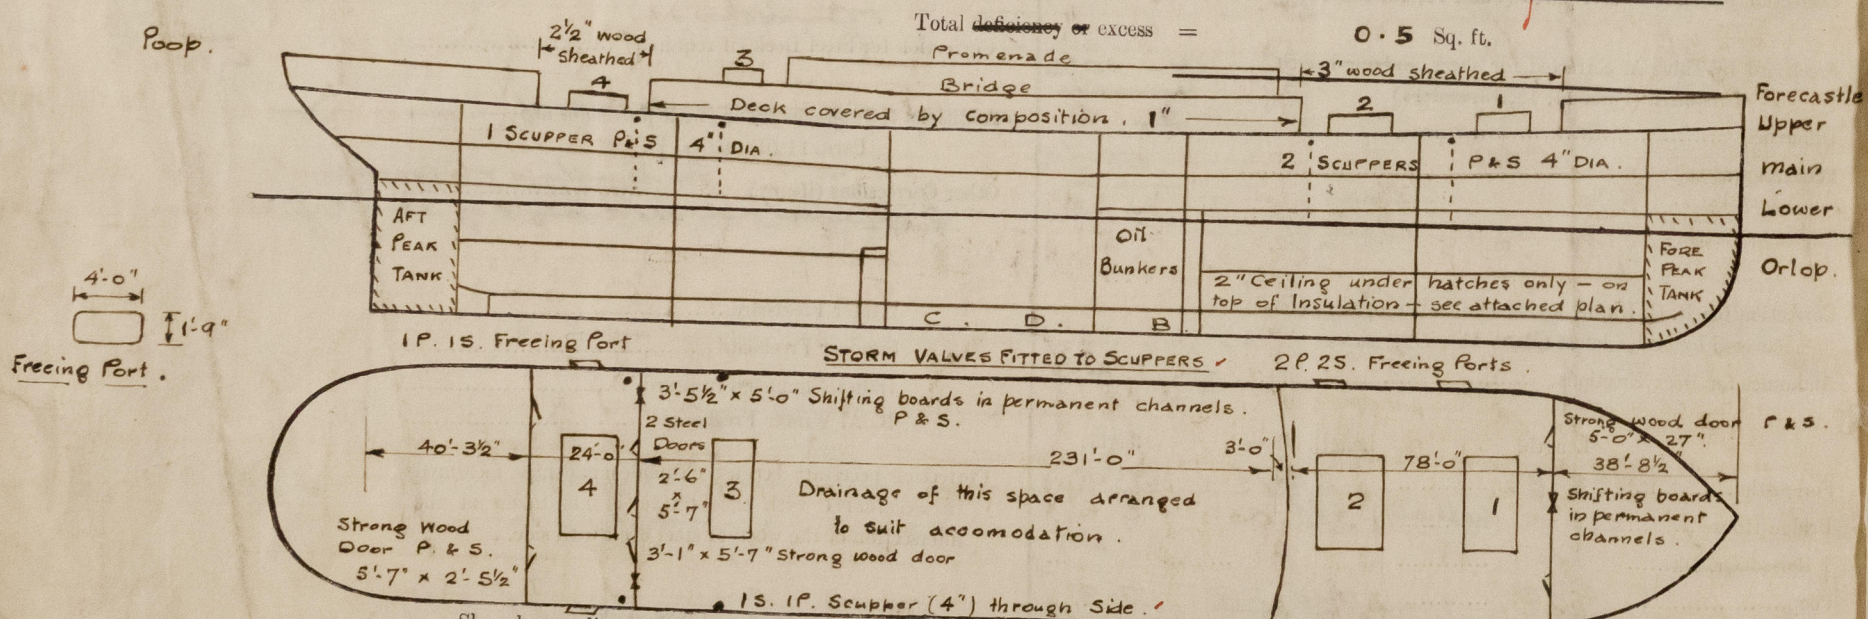 Total deficiency or excess = 0.5 Sq. ft.
Poop.
2½" wood
sheathed
4
3
Promenade
Bridge
3" wood sheathed
2
1
Deck covered by composition. 1"
Forecastle
Upper
main
Lower
Orlop.
1 SCUPPER P & S 4" DIA.
2 SCUPPERS P & S 4" DIA.
AFT
PEAK
TANK
Oil
Bunkers
FORE
PEAK
TANK
2" Ceiling under hatches only - on
top of Insulation - see attached plan.
C. D. B
4'-0"
1'-9"
Freeing Port.
1P. 1S. Freeing Port
STORM VALVES FITTED TO SCUPPERS
2P. 2S. Freeing Ports.
3'-5½" x 5'-0" Shifting boards in permanent channels.
P & S.
2 Steel
Doors
2'-6"
x
5'-7"
40'-3½"
24'-0"
231'-0"
3'-0"
78'-0"
38'-8½"
Strong wood door P & S.
5'-0" x 27".
4
3
2
1
Drainage of this space arranged
to suit accomodation.
Shifting boards
in permanent
channels.
Strong Wood
Door P. & S.
5'-7" x 2'-5½"
3'-1" x 5'-7" Strong wood door
1S. 1P. Scupper (4") through Side.